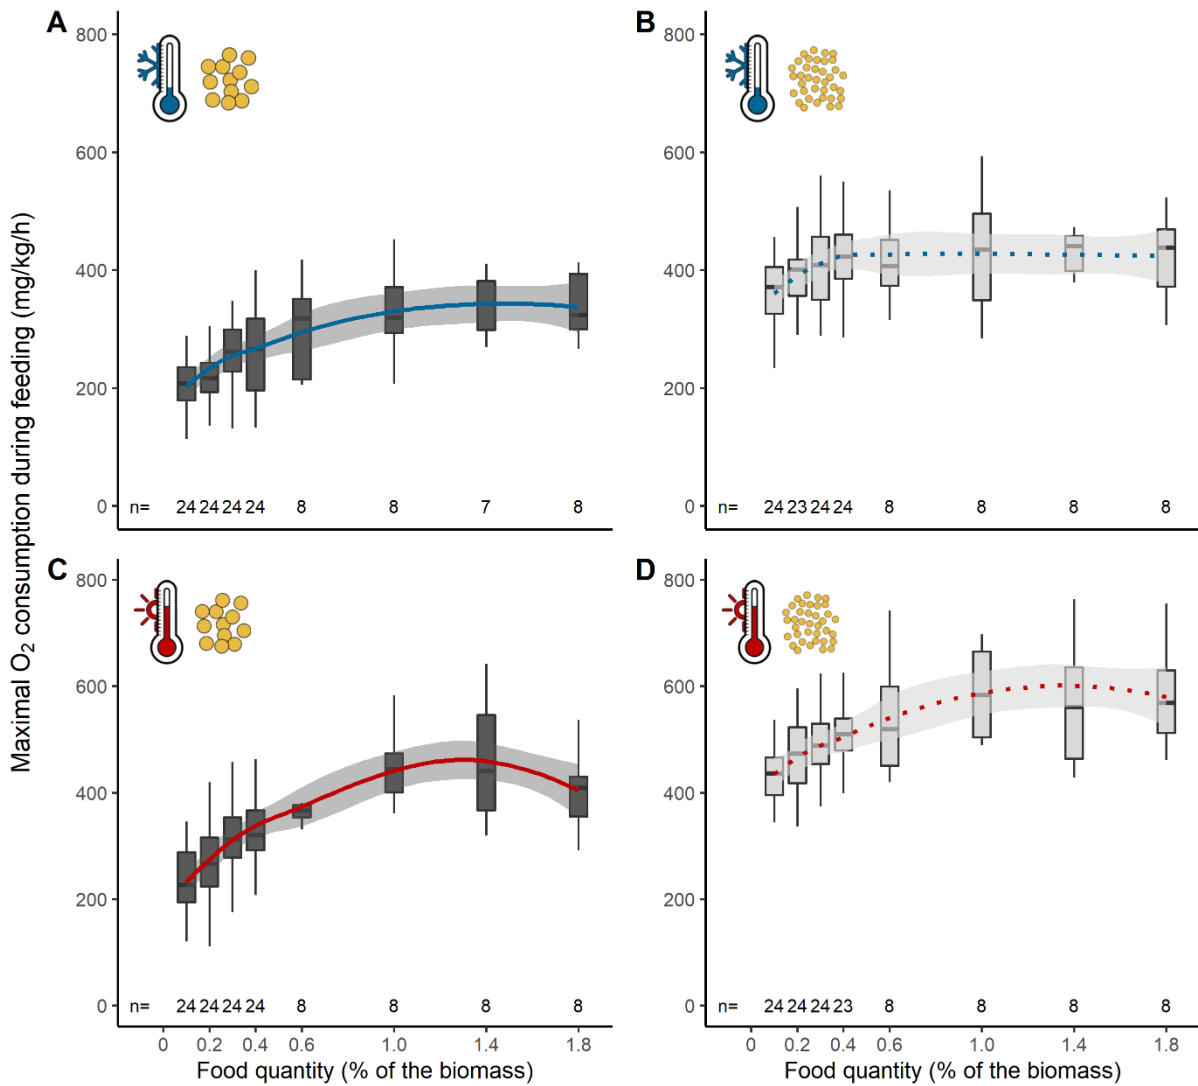 A
B
800
600
400
200
0
n= 24 24 24 24 8 8 7 8
800
600
400
200
0
n= 24 23 24 24 8 8 8 8
Maximal O₂ consumption during feeding (mg/kg/h)
C
D
800
600
400
200
0
n= 24 24 24 24 8 8 8 8
0 0.2 0.4 0.6 1.0 1.4 1.8
Food quantity (% of the biomass)
800
600
400
200
0
n= 24 24 24 23 8 8 8 8
0 0.2 0.4 0.6 1.0 1.4 1.8
Food quantity (% of the biomass)